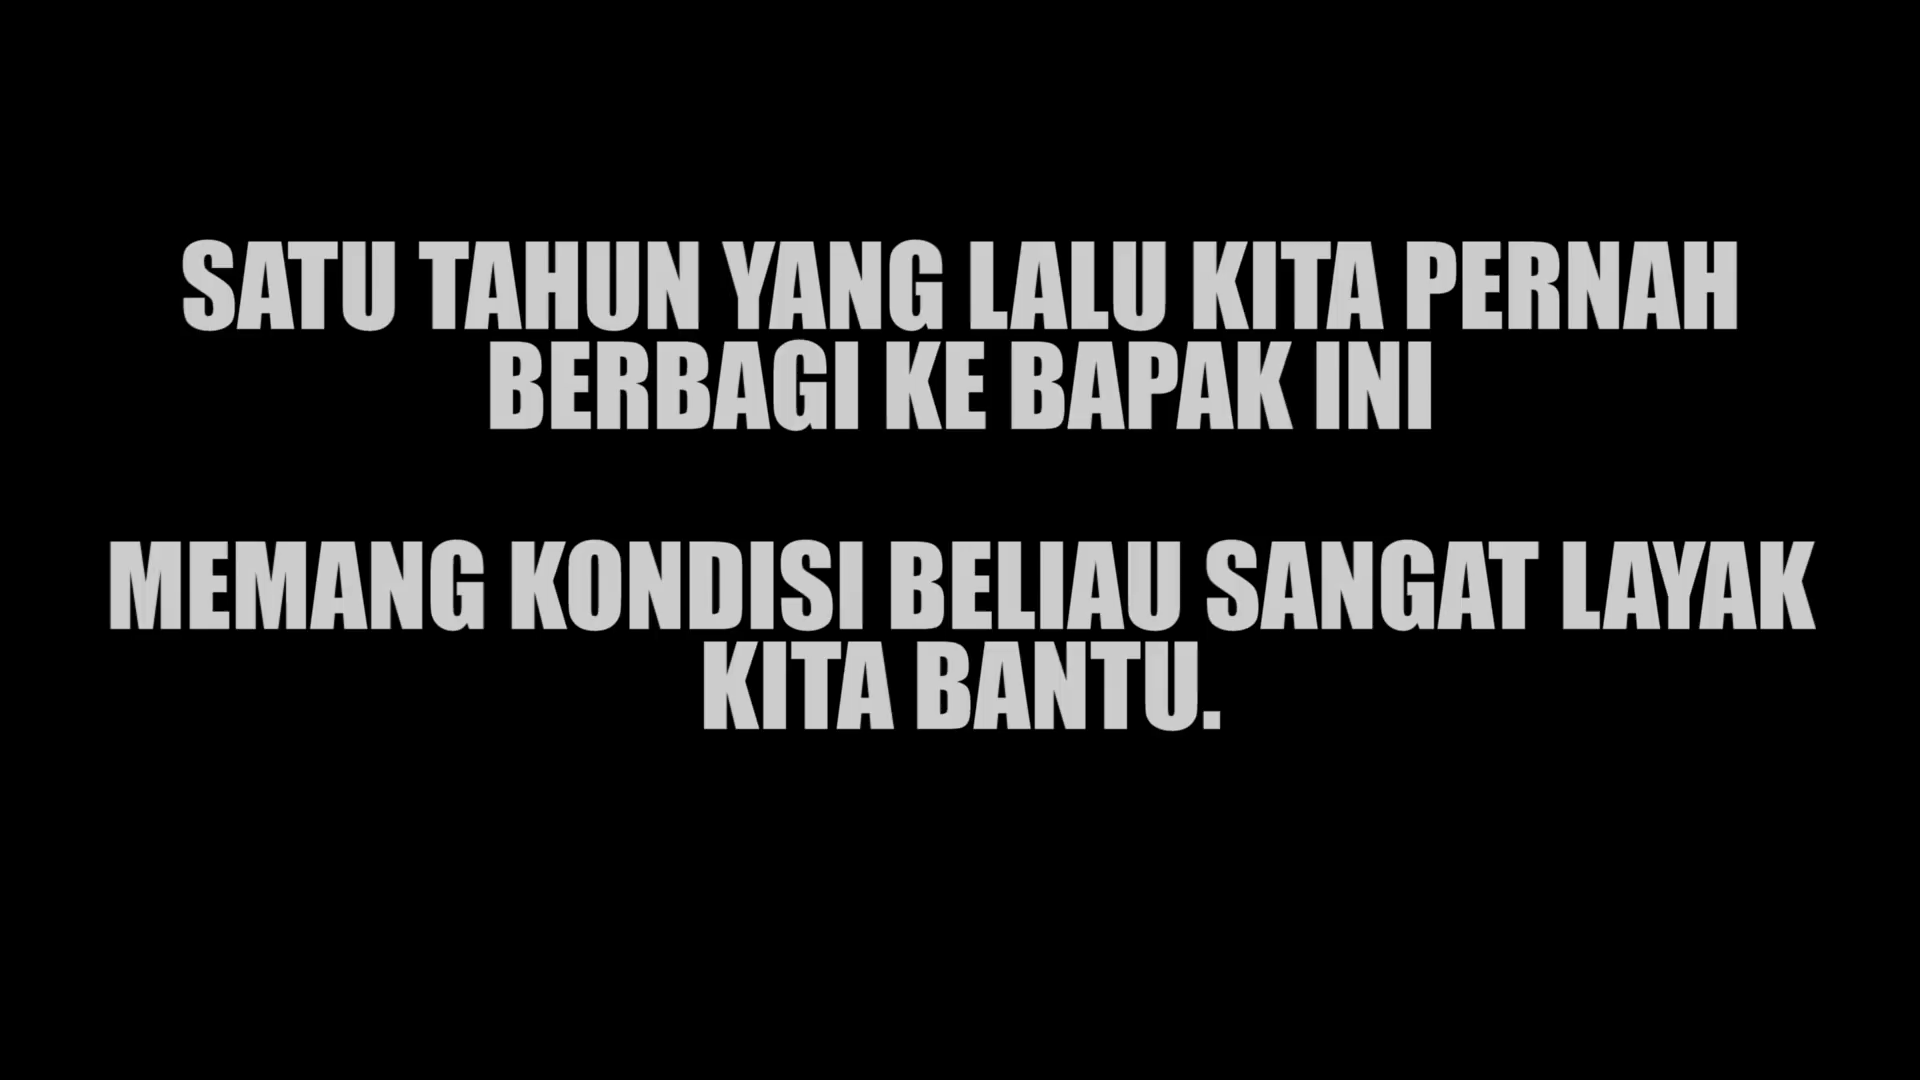 SATU TAHUN YANG LALU KITA PERNAH
BERBAGI KE BAPAK INI
MEMANG KONDISI BELIAU SANGAT LAYAK
KITA BANTU.